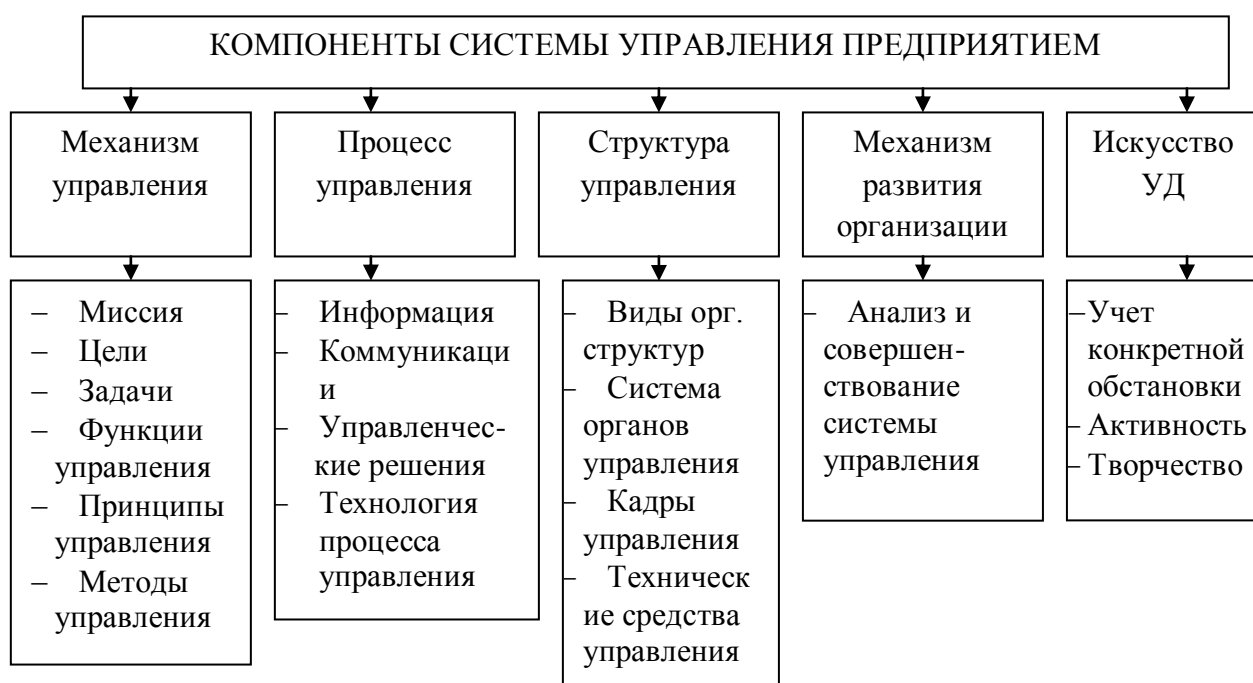 КОМПОНЕНТЫ СИСТЕМЫ УПРАВЛЕНИЯ ПРЕДПРИЯТИЕМ
Механизм
управления
Процесс
управления
Структура
управления
Механизм
развития
организации
Искусство
УД
– Миссия
– Цели
– Задачи
– Функции
управления
– Принципы
управления
– Методы
управления
– Информация
– Коммуникаци
и
– Управленчес-
кие решения
– Технология
процесса
управления
– Виды орг.
структур
– Система
органов
управления
– Кадры
управления
– Техническ
ие средства
управления
– Анализ и
совершен-
ствование
системы
управления
– Учет
конкретной
обстановки
– Активность
– Творчество